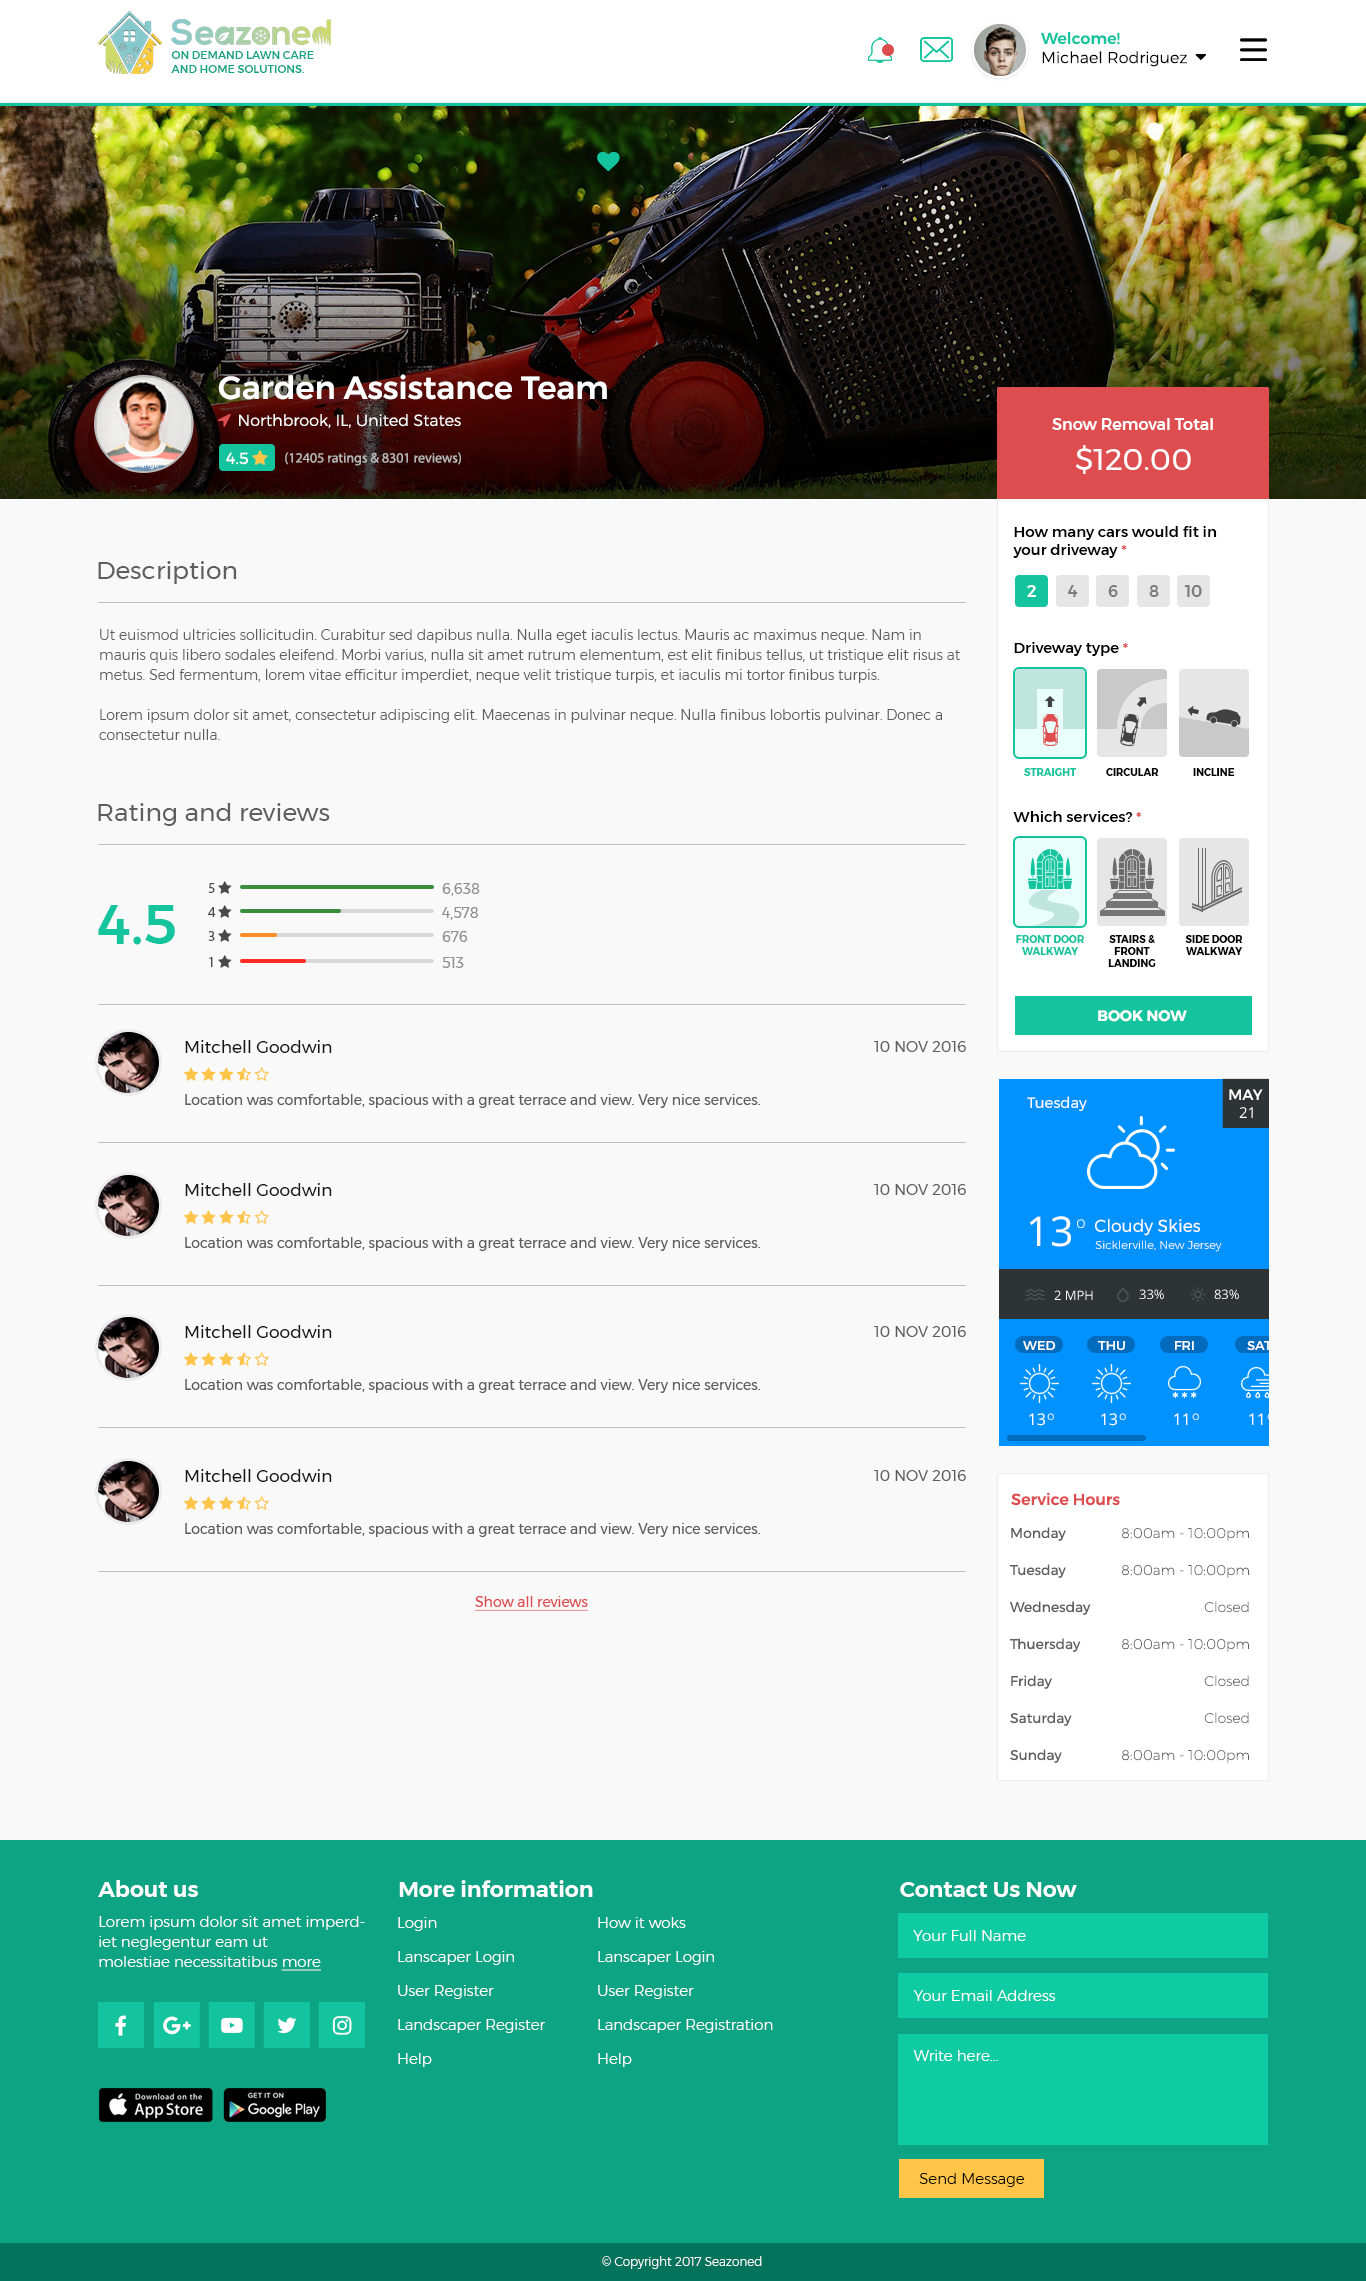 Seazoned
ON DEMAND LAWN CARE
AND HOME SOLUTIONS.
Welcome!
Michael Rodriguez
Garden Assistance Team
Northbrook, IL, United States
4.5
(12405 ratings & 8301 reviews)
Snow Removal Total
$120.00
How many cars would fit in
your driveway *
2 4 6 8 10
Driveway type *
STRAIGHT CIRCULAR INCLINE
Which services? *
FRONT DOOR
WALKWAY
STAIRS &
FRONT
LANDING
SIDE DOOR
WALKWAY
BOOK NOW
Description
Ut euismod ultricies sollicitudin. Curabitur sed dapibus nulla. Nulla eget iaculis lectus. Mauris ac maximus neque. Nam in
mauris quis libero sodales eleifend. Morbi varius, nulla sit amet rutrum elementum, est elit finibus tellus, ut tristique elit risus at
metus. Sed fermentum, lorem vitae efficitur imperdiet, neque velit tristique turpis, et iaculis mi tortor finibus turpis.
Lorem ipsum dolor sit amet, consectetur adipiscing elit. Maecenas in pulvinar neque. Nulla finibus lobortis pulvinar. Donec a
consectetur nulla.
Rating and reviews
4.5
5 6,638
4 4,578
3 676
1 513
Mitchell Goodwin
10 NOV 2016
Location was comfortable, spacious with a great terrace and view. Very nice services.
Mitchell Goodwin
10 NOV 2016
Location was comfortable, spacious with a great terrace and view. Very nice services.
Mitchell Goodwin
10 NOV 2016
Location was comfortable, spacious with a great terrace and view. Very nice services.
Mitchell Goodwin
10 NOV 2016
Location was comfortable, spacious with a great terrace and view. Very nice services.
Show all reviews
Tuesday
MAY
21
13°
Cloudy Skies
Sicklerville, New Jersey
2 MPH 33% 83%
WED THU FRI SAT
13° 13° 11° 11°
Service Hours
Monday 8:00am - 10:00pm
Tuesday 8:00am - 10:00pm
Wednesday Closed
Thuersday 8:00am - 10:00pm
Friday Closed
Saturday Closed
Sunday 8:00am - 10:00pm
About us
Lorem ipsum dolor sit amet imperd-
iet neglegentur eam ut
molestiae necessitatibus more
G+
Download on the
App Store
GET IT ON
Google Play
More information
Login
Lanscaper Login
User Register
Landscaper Register
Help
How it woks
Lanscaper Login
User Register
Landscaper Registration
Help
Contact Us Now
Your Full Name
Your Email Address
Write here...
Send Message
© Copyright 2017 Seazoned